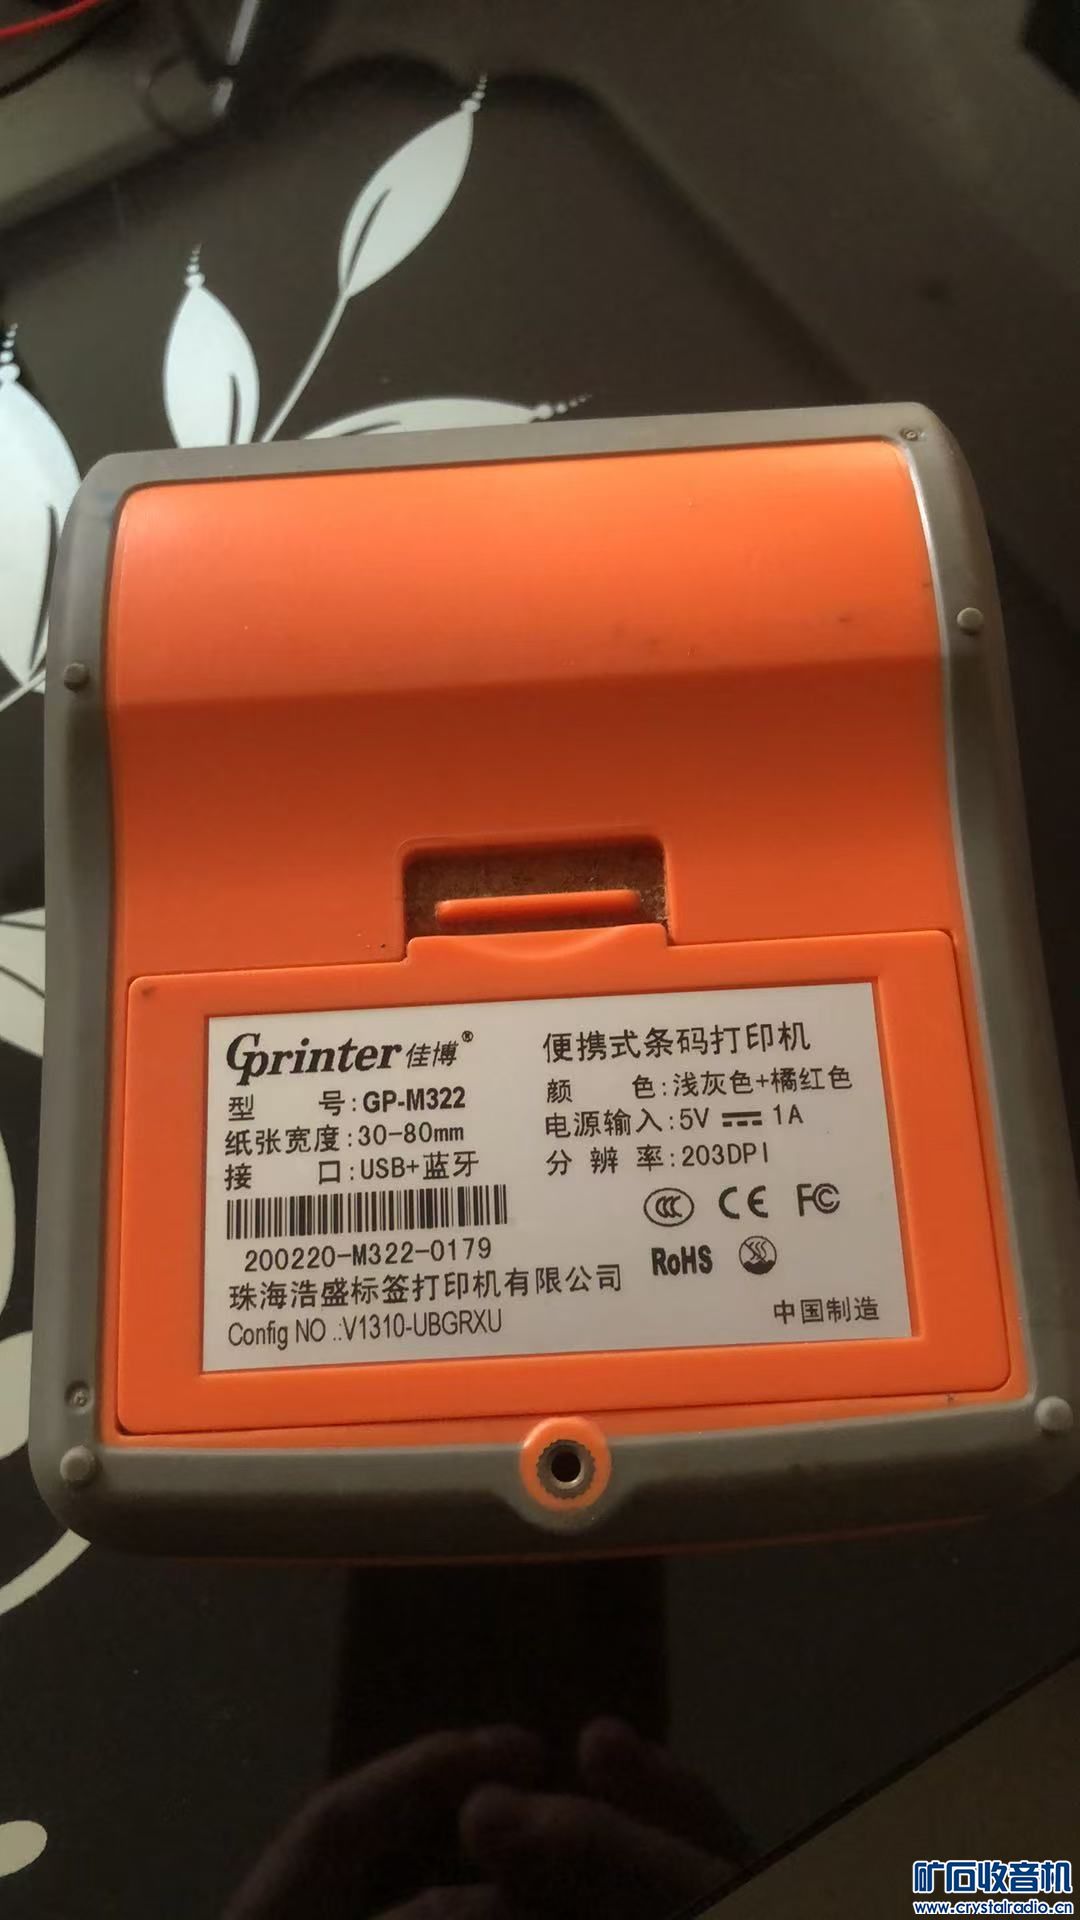 Gprinter佳博®
便携式条码打印机
型 号:GP-M322
颜 色:浅灰色+橘红色
纸张宽度:30-80mm
电源输入:5V 1A
接 口:USB+蓝牙
分 辨 率:203DPI
CCC CE FC
200220-M322-0179
RoHS
珠海浩盛标签打印机有限公司
Config NO .:V1310-UBGRXU
中国制造
矿石收音机
www.crystalradio.cn